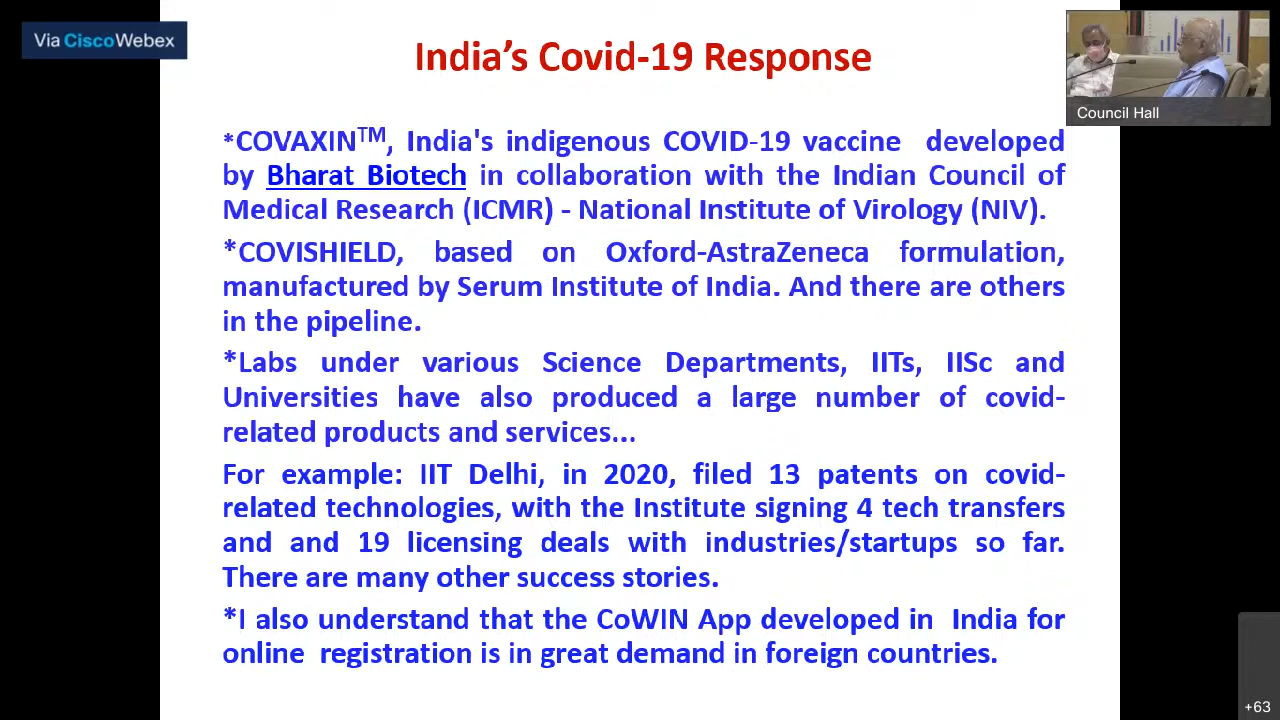 Via CiscoWebex
India's Covid-19 Response
Council Hall
*COVAXIN™, India's indigenous COVID-19 vaccine developed
by Bharat Biotech in collaboration with the Indian Council of
Medical Research (ICMR) - National Institute of Virology (NIV).
*COVISHIELD, based on Oxford-AstraZeneca formulation,
manufactured by Serum Institute of India. And there are others
in the pipeline.
*Labs under various Science Departments, IITs, IISc and
Universities have also produced a large number of covid-
related products and services...
For example: IIT Delhi, in 2020, filed 13 patents on covid-
related technologies, with the Institute signing 4 tech transfers
and and 19 licensing deals with industries/startups so far.
There are many other success stories.
*I also understand that the CoWIN App developed in India for
online registration is in great demand in foreign countries.
+63